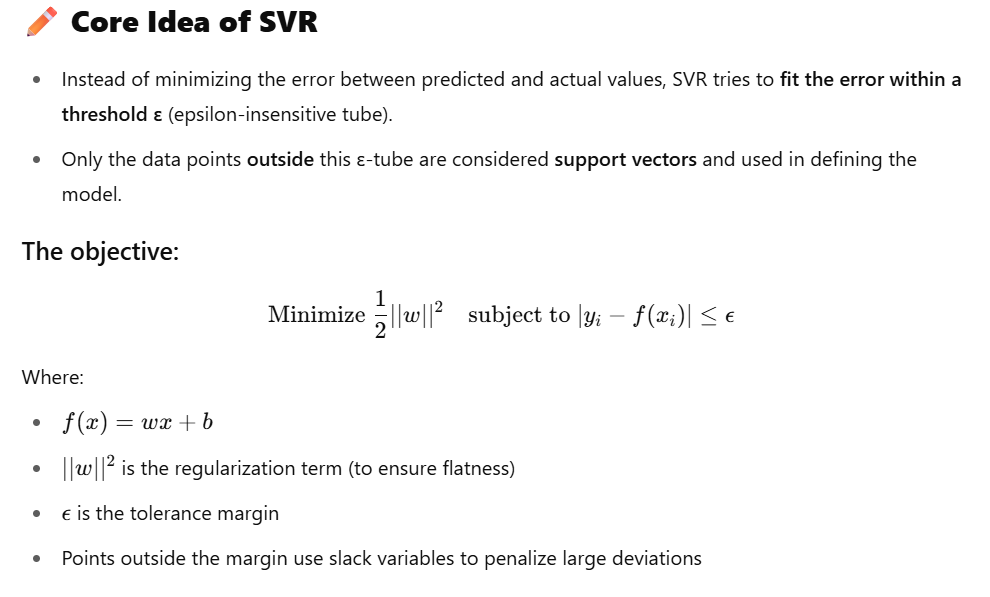 ✏️ Core Idea of SVR
• Instead of minimizing the error between predicted and actual values, SVR tries to fit the error within a
threshold ε (epsilon-insensitive tube).
• Only the data points outside this ε-tube are considered support vectors and used in defining the
model.
The objective:
Minimize 1/2 ||w||² subject to |yᵢ − f(xᵢ)| ≤ ϵ
Where:
• f(x) = wx + b
• ||w||² is the regularization term (to ensure flatness)
• ϵ is the tolerance margin
• Points outside the margin use slack variables to penalize large deviations